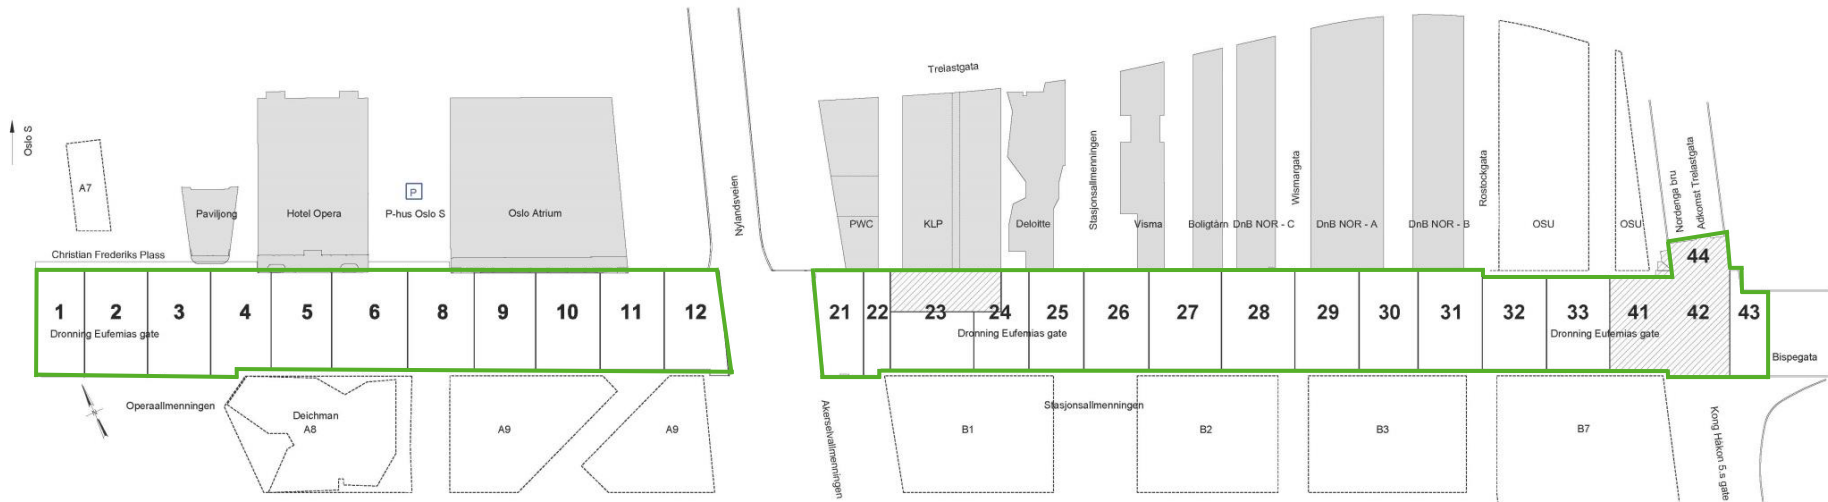 Trelastgata
Oslo S
A7
Paviljong
Hotel Opera
P
P-hus Oslo S
Oslo Atrium
Nylandsveien
PWC
KLP
Deloitte
Stasjonsallmenningen
Visma
Boligtårn
DnB NOR - C
Wismargata
DnB NOR - A
DnB NOR - B
Rostockgata
OSU
OSU
Nordenga bru
Adkomst Trelastgata
Christian Frederiks Plass
44
1
2
3
4
5
6
8
9
10
11
12
21
22
23
24
25
26
27
28
29
30
31
32
33
41
42
43
Dronning Eufemias gate
Dronning Eufemias gate
Dronning Eufemias gate
Bispegata
Operaallmenningen
Deichman
A8
A9
A9
Akerselvallmenningen
B1
Stasjonsallmenningen
B2
B3
B7
Kong Håkon 5.s gate